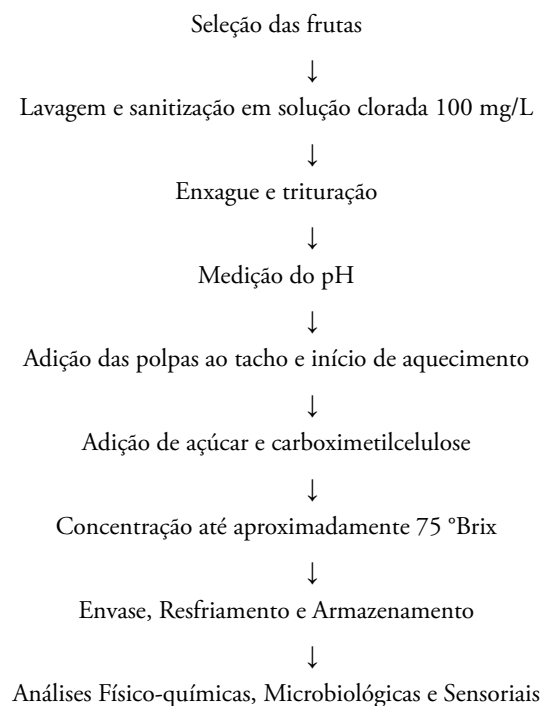 Seleção das frutas
↓
Lavagem e sanitização em solução clorada 100 mg/L
↓
Enxague e trituração
↓
Medição do pH
↓
Adição das polpas ao tacho e início de aquecimento
↓
Adição de açúcar e carboximetilcelulose
↓
Concentração até aproximadamente 75 °Brix
↓
Envase, Resfriamento e Armazenamento
↓
Análises Físico-químicas, Microbiológicas e Sensoriais